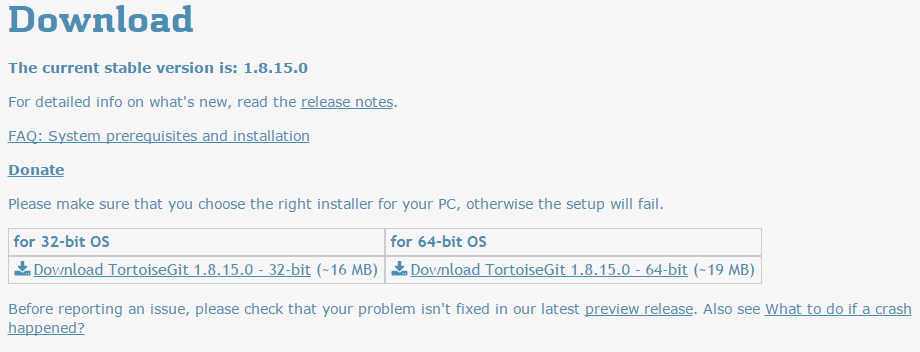 Download
The current stable version is: 1.8.15.0
For detailed info on what's new, read the release notes.
FAQ: System prerequisites and installation
Donate
Please make sure that you choose the right installer for your PC, otherwise the setup will fail.
for 32-bit OS for 64-bit OS
Download TortoiseGit 1.8.15.0 - 32-bit (~16 MB) Download TortoiseGit 1.8.15.0 - 64-bit (~19 MB)
Before reporting an issue, please check that your problem isn't fixed in our latest preview release. Also see What to do if a crash
happened?